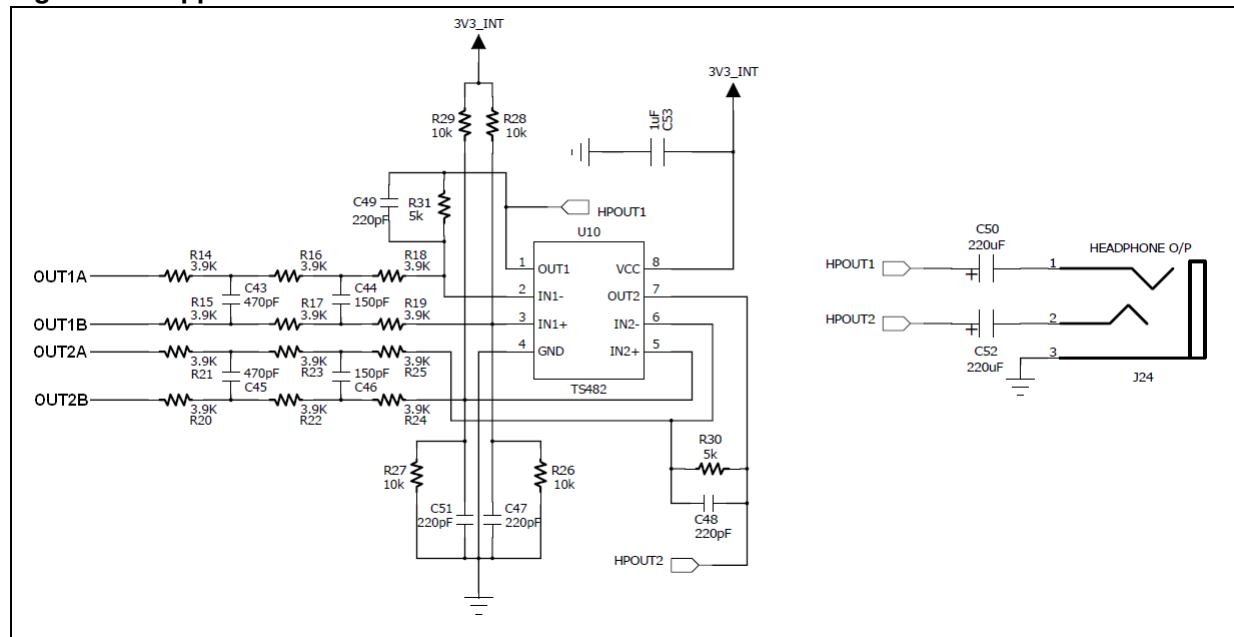 3V3_INT
3V3_INT
R29
10k
R28
10k
1uF
C53
C49
220pF
R31
5k
HPOUT1
U10
1 OUT1 VCC 8
2 IN1- OUT2 7
3 IN1+ IN2- 6
4 GND IN2+ 5
TS482
OUT1A
R14
3.9K
R16
3.9K
R18
3.9K
C43
470pF
C44
150pF
OUT1B
R15
3.9K
R17
3.9K
R19
3.9K
OUT2A
3.9K
R21
3.9K
R23
3.9K
R25
470pF
C45
150pF
C46
OUT2B
3.9K
R20
3.9K
R22
3.9K
R24
R27
10k
R26
10k
C51
220pF
C47
220pF
R30
5k
C48
220pF
HPOUT2
C50
220uF
HPOUT1
+
1
HEADPHONE O/P
HPOUT2
+
2
C52
220uF
3
J24